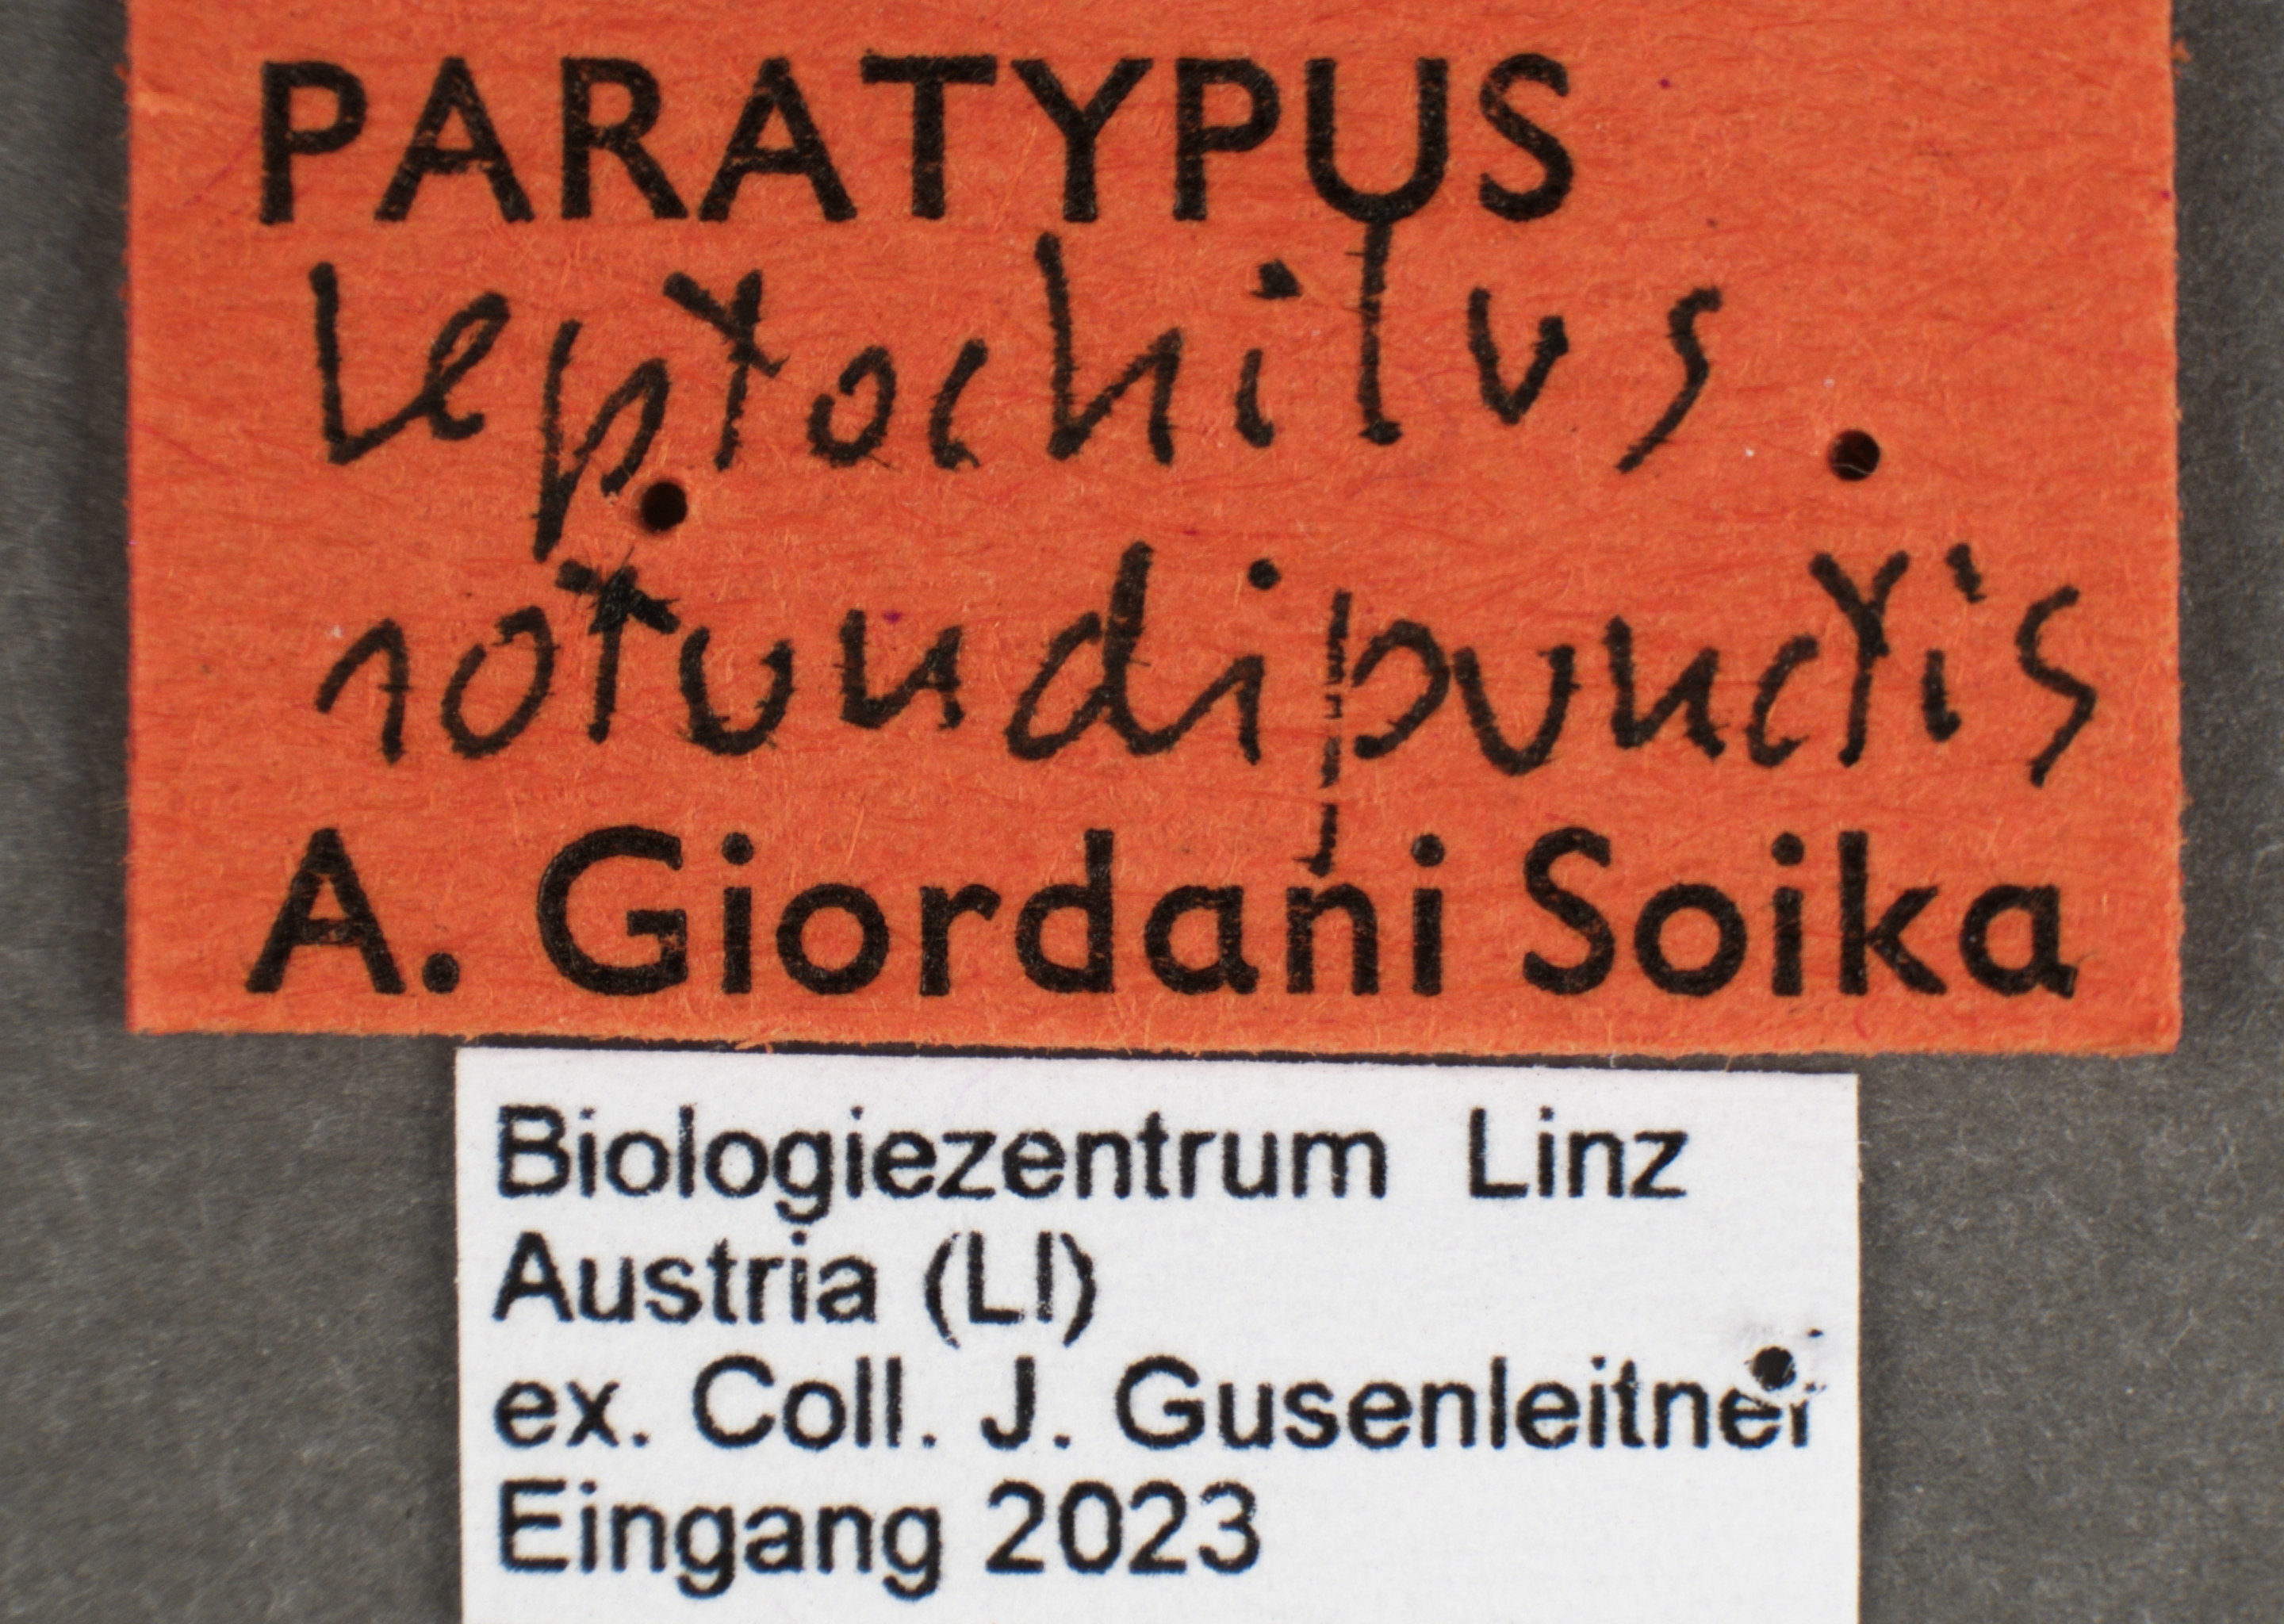 PARATYPUS
leptochilus
rotundipunctis
A. Giordani Soika
Biologiezentrum Linz
Austria (LI)
ex. Coll. J. Gusenleitner
Eingang 2023